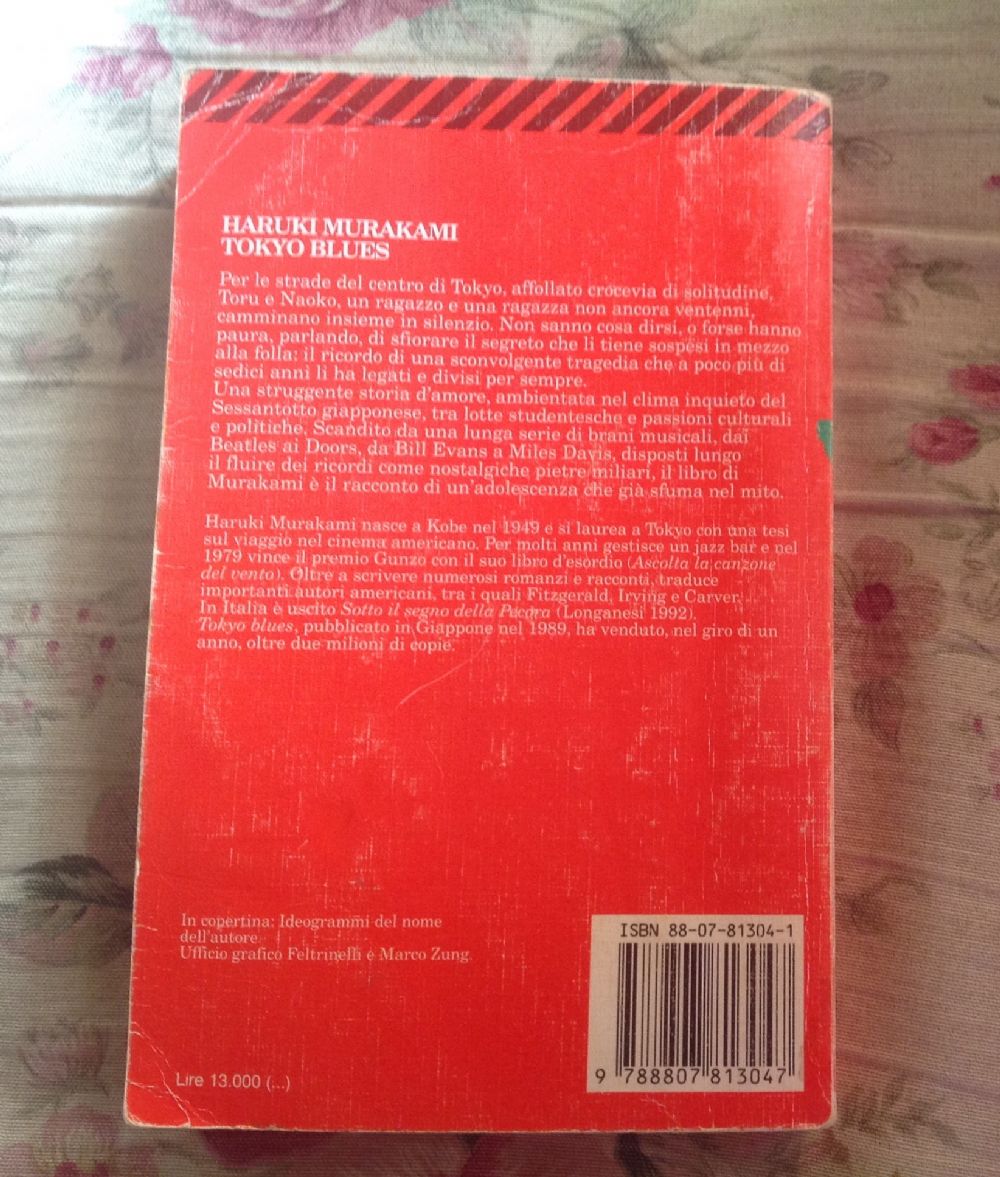 HARUKI MURAKAMI
TOKYO BLUES
Per le strade del centro di Tokyo, affollato crocevia di solitudine,
Toru e Naoko, un ragazzo e una ragazza non ancora ventenni,
camminano insieme in silenzio. Non sanno cosa dirsi, o forse hanno
paura, parlando, di sfiorare il segreto che li tiene sospesi in mezzo
alla folla: il ricordo di una sconvolgente tragedia che a poco più di
sedici anni li ha legati e divisi per sempre.
Una struggente storia d'amore, ambientata nel clima inquieto del
Sessantotto giapponese, tra lotte studentesche e passioni culturali
e politiche. Scandito da una lunga serie di brani musicali, dai
Beatles ai Doors, da Bill Evans a Miles Davis, disposti lungo
il fluire dei ricordi come nostalgiche pietre miliari, il libro di
Murakami è il racconto di un'adolescenza che già sfuma nel mito.
Haruki Murakami nasce a Kobe nel 1949 e si laurea a Tokyo con una tesi
sul viaggio nel cinema americano. Per molti anni gestisce un jazz bar e nel
1979 vince il premio Gunzo con il suo libro d'esordio (Ascolta la canzone
del vento). Oltre a scrivere numerosi romanzi e racconti, traduce
importanti autori americani, tra i quali Fitzgerald, Irving e Carver.
In Italia è uscito Sotto il segno della Pecora (Longanesi 1992).
Tokyo blues, pubblicato in Giappone nel 1989, ha venduto, nel giro di un
anno, oltre due milioni di copie.
In copertina: Ideogrammi del nome
dell'autore.
Ufficio grafico Feltrinelli e Marco Zung.
ISBN 88-07-81304-1
9 788807 813047
Lire 13.000 (...)